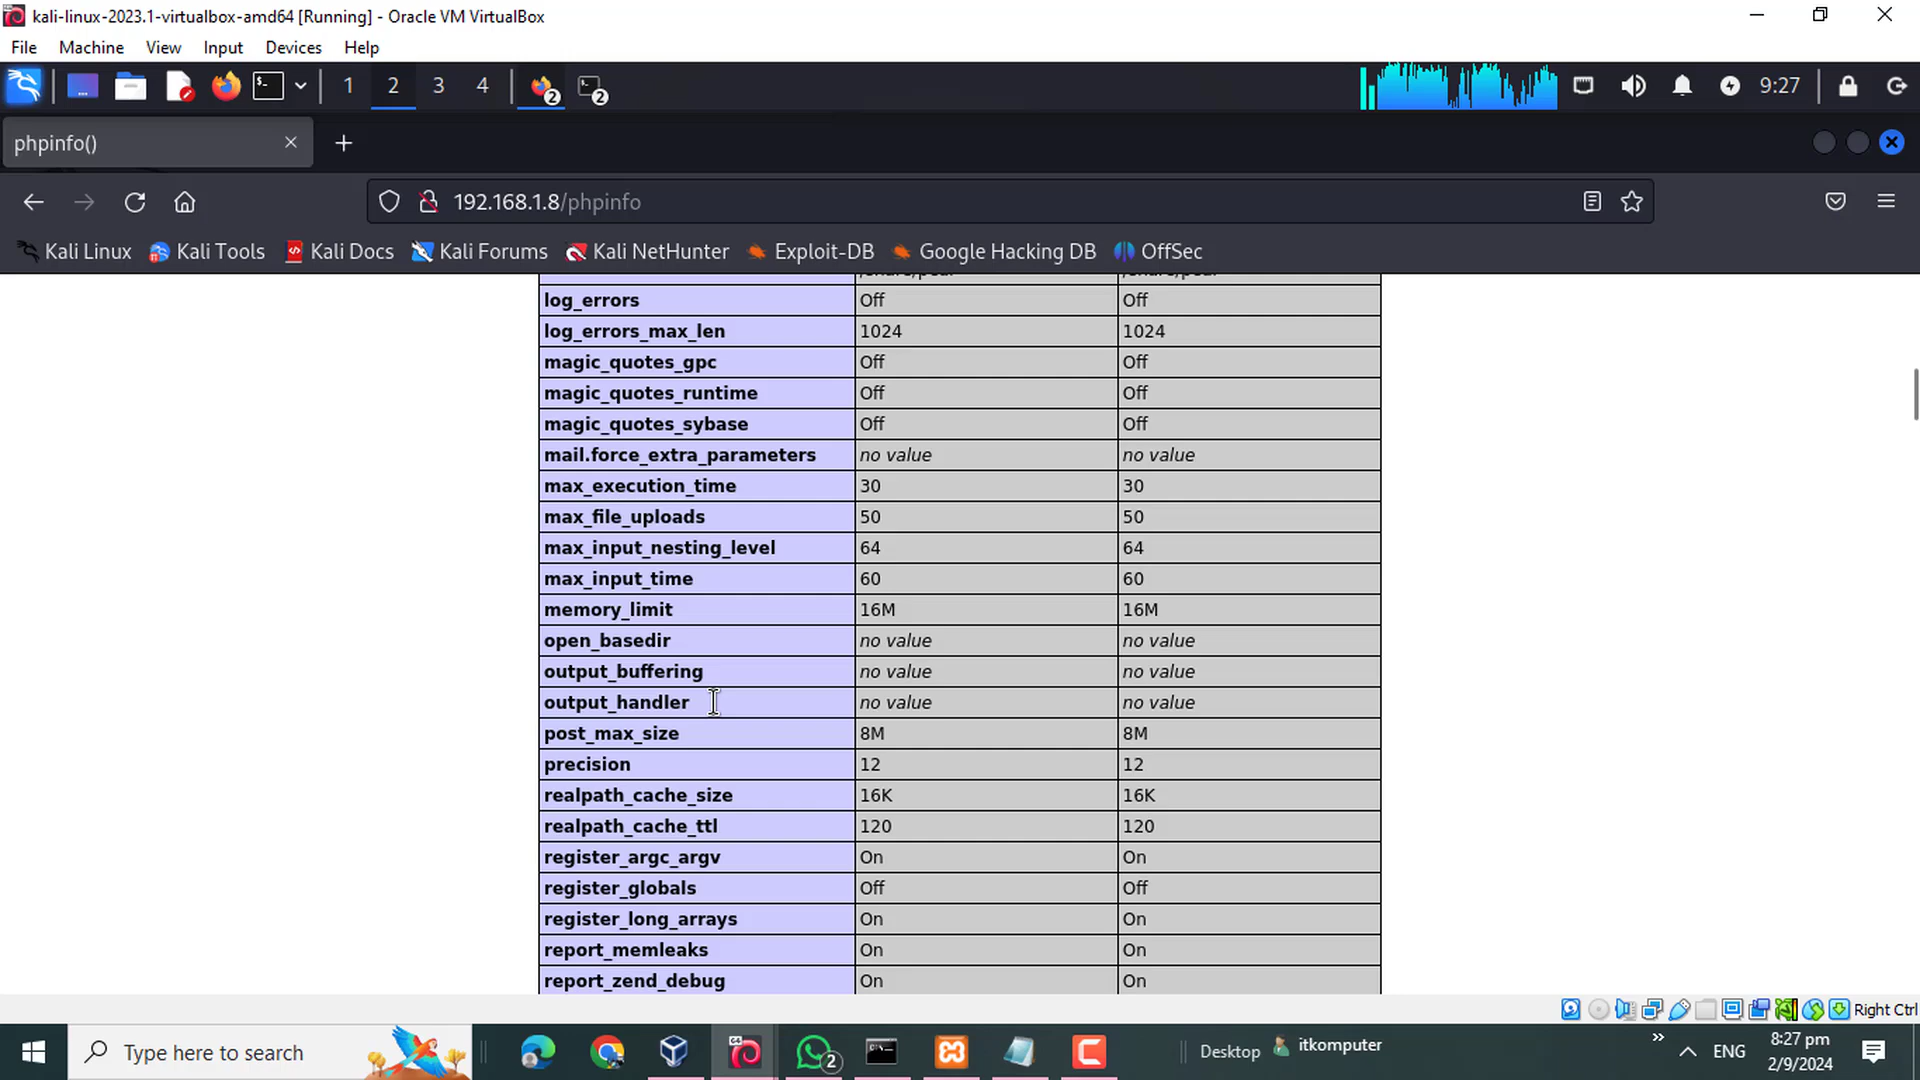 kali-linux-2023.1-virtualbox-amd64 [Running] - Oracle VM VirtualBox
File Machine View Input Devices Help
1 2 3 4 2 2 9:27
phpinfo()
192.168.1.8/phpinfo
Kali Linux Kali Tools Kali Docs Kali Forums Kali NetHunter Exploit-DB Google Hacking DB OffSec
log_errors Off Off
log_errors_max_len 1024 1024
magic_quotes_gpc Off Off
magic_quotes_runtime Off Off
magic_quotes_sybase Off Off
mail.force_extra_parameters no value no value
max_execution_time 30 30
max_file_uploads 50 50
max_input_nesting_level 64 64
max_input_time 60 60
memory_limit 16M 16M
open_basedir no value no value
output_buffering no value no value
output_handler no value no value
post_max_size 8M 8M
precision 12 12
realpath_cache_size 16K 16K
realpath_cache_ttl 120 120
register_argc_argv On On
register_globals Off Off
register_long_arrays On On
report_memleaks On On
report_zend_debug On On
Right Ctrl
Type here to search 2 Desktop itkomputer ENG 8:27 pm
2/9/2024